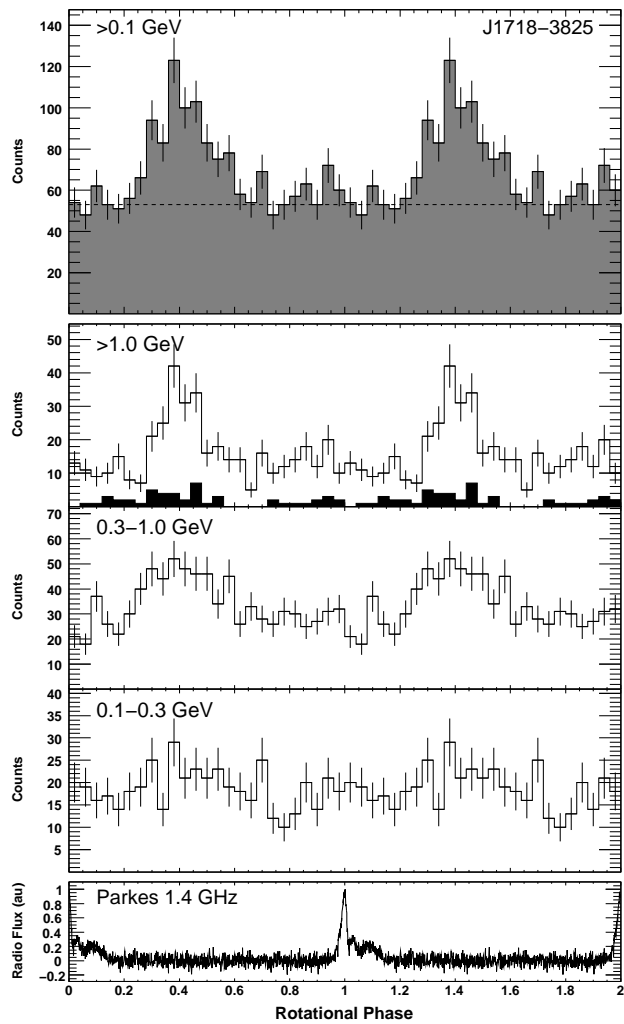 >0.1 GeV J1718−3825
140
120
100
80
60
40
20
Counts
>1.0 GeV
50
40
30
20
10
Counts
0.3−1.0 GeV
70
60
50
40
30
20
10
Counts
0.1−0.3 GeV
40
35
30
25
20
15
10
5
Counts
Parkes 1.4 GHz
1
0.8
0.6
0.4
0.2
0
−0.2
Radio Flux (au)
0 0.2 0.4 0.6 0.8 1 1.2 1.4 1.6 1.8 2
Rotational Phase